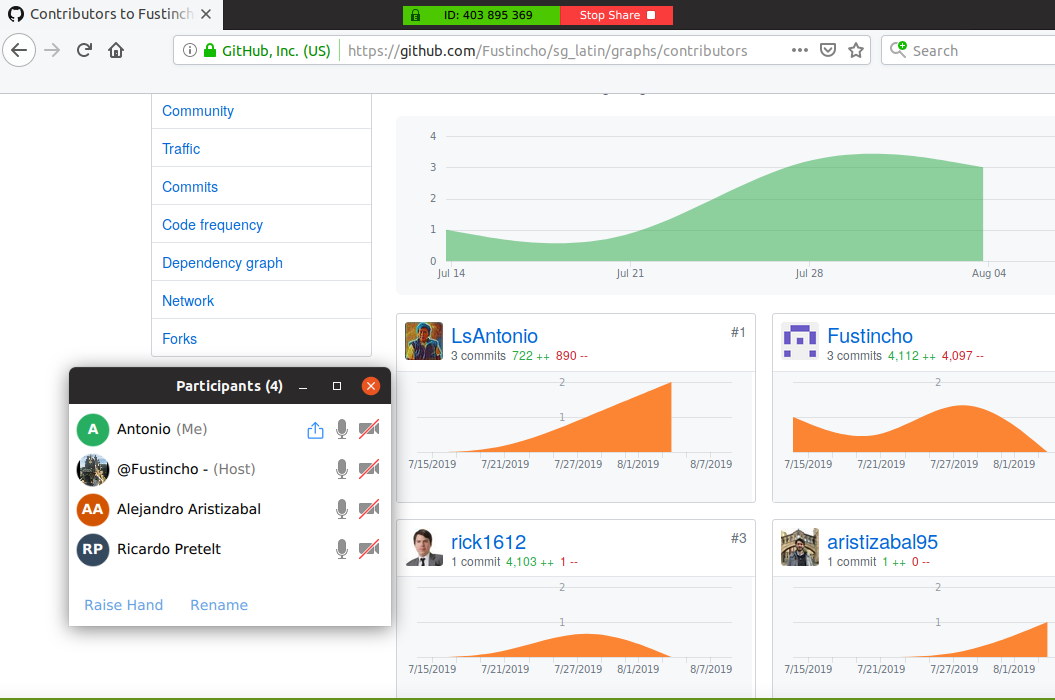 Contributors to Fustinch
ID: 403 895 369 Stop Share
GitHub, Inc. (US) https://github.com/Fustincho/sg_latin/graphs/contributors Search
Community
Traffic
Commits
Code frequency
Dependency graph
Network
Forks
4
3
2
1
0
Jul 14 Jul 21 Jul 28 Aug 04
LsAntonio #1
3 commits 722 ++ 890 --
2
1
7/15/2019 7/21/2019 7/27/2019 8/1/2019 8/7/2019
Fustincho
3 commits 4,112 ++ 4,097 --
2
1
7/15/2019 7/21/2019 7/27/2019 8/1/2019
rick1612 #3
1 commit 4,103 ++ 1 --
2
1
7/15/2019 7/21/2019 7/27/2019 8/1/2019 8/7/2019
aristizabal95
1 commit 1 ++ 0 --
2
1
7/15/2019 7/21/2019 7/27/2019 8/1/2019
Participants (4)
A Antonio (Me)
@Fustincho - (Host)
AA Alejandro Aristizabal
RP Ricardo Pretelt
Raise Hand Rename